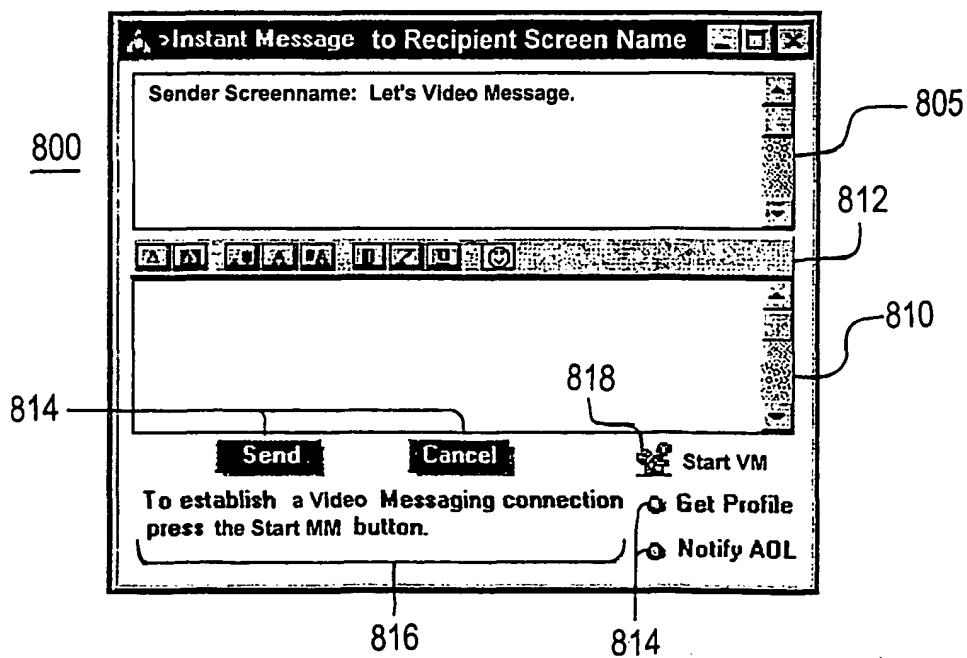 >Instant Message to Recipient Screen Name
Sender Screenname: Let's Video Message.
805
800
812
810
818
814
Send Cancel Start VM
To establish a Video Messaging connection
press the Start MM button.
Get Profile
Notify AOL
816
814